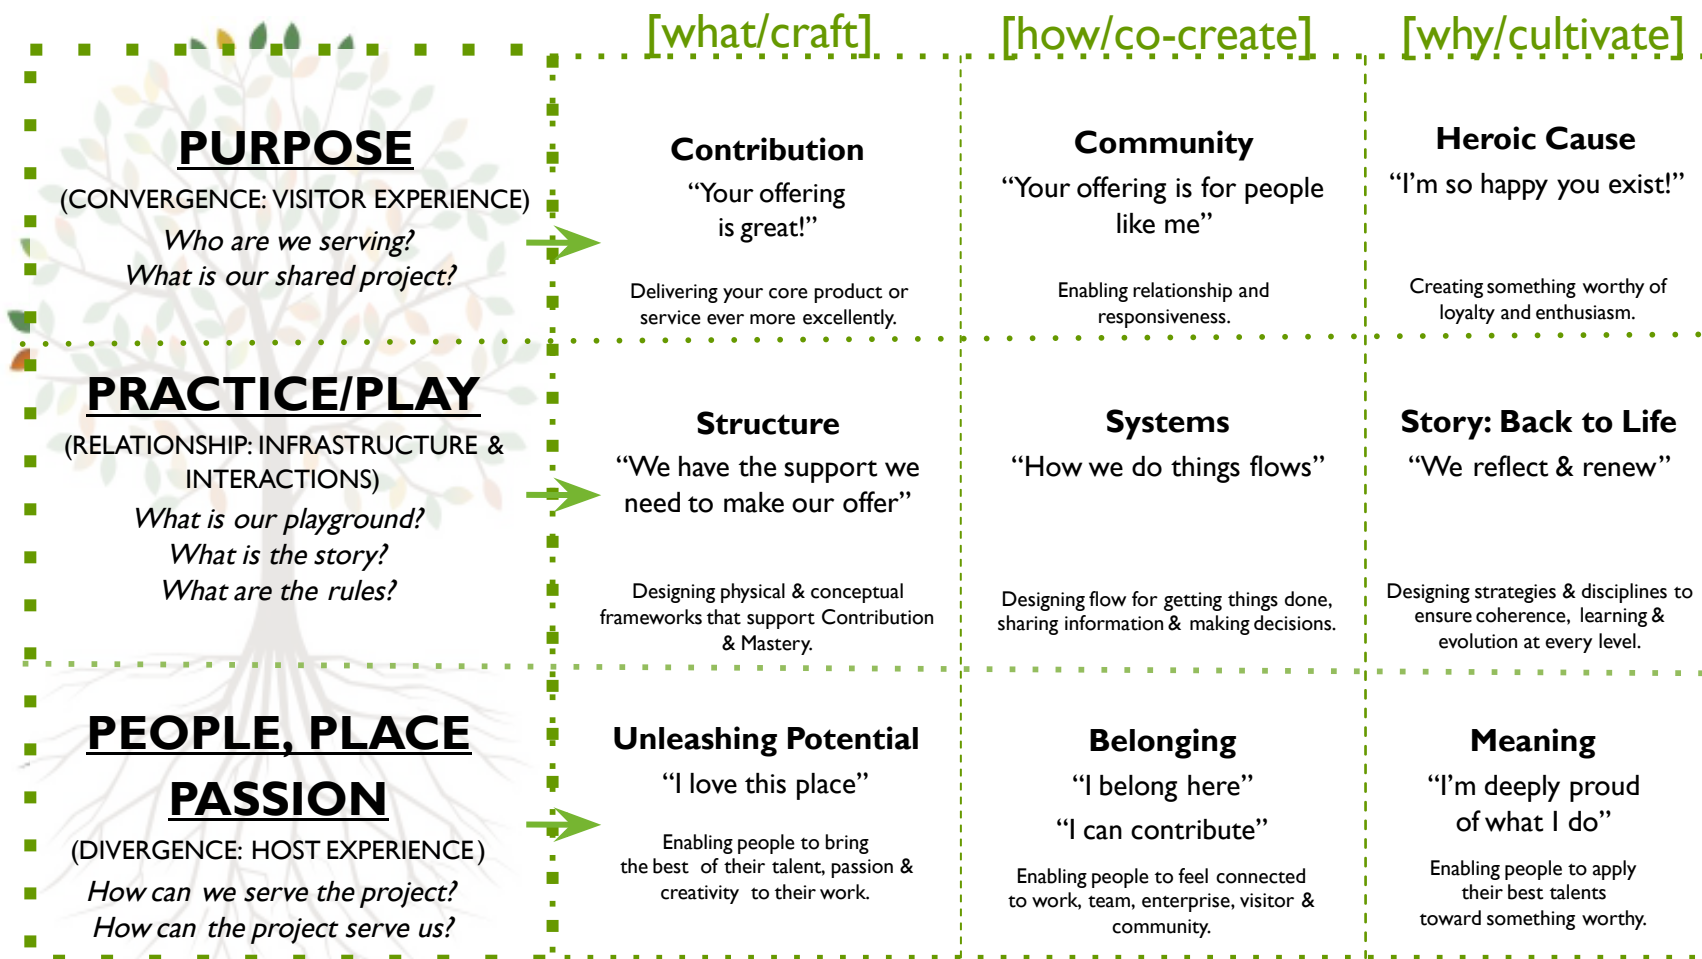 [what/craft]
[how/co-create]
[why/cultivate]
PURPOSE
(CONVERGENCE: VISITOR EXPERIENCE)
Who are we serving?
What is our shared project?
Contribution
“Your offering
is great!”
Delivering your core product or
service ever more excellently.
Community
“Your offering is for people
like me”
Enabling relationship and
responsiveness.
Heroic Cause
“I’m so happy you exist!”
Creating something worthy of
loyalty and enthusiasm.
PRACTICE/PLAY
(RELATIONSHIP: INFRASTRUCTURE &
INTERACTIONS)
What is our playground?
What is the story?
What are the rules?
Structure
“We have the support we
need to make our offer”
Designing physical & conceptual
frameworks that support Contribution
& Mastery.
Systems
“How we do things flows”
Designing flow for getting things done,
sharing information & making decisions.
Story: Back to Life
“We reflect & renew”
Designing strategies & disciplines to
ensure coherence, learning &
evolution at every level.
PEOPLE, PLACE
PASSION
(DIVERGENCE: HOST EXPERIENCE)
How can we serve the project?
How can the project serve us?
Unleashing Potential
“I love this place”
Enabling people to bring
the best of their talent, passion &
creativity to their work.
Belonging
“I belong here”
“I can contribute”
Enabling people to feel connected
to work, team, enterprise, visitor &
community.
Meaning
“I’m deeply proud
of what I do”
Enabling people to apply
their best talents
toward something worthy.